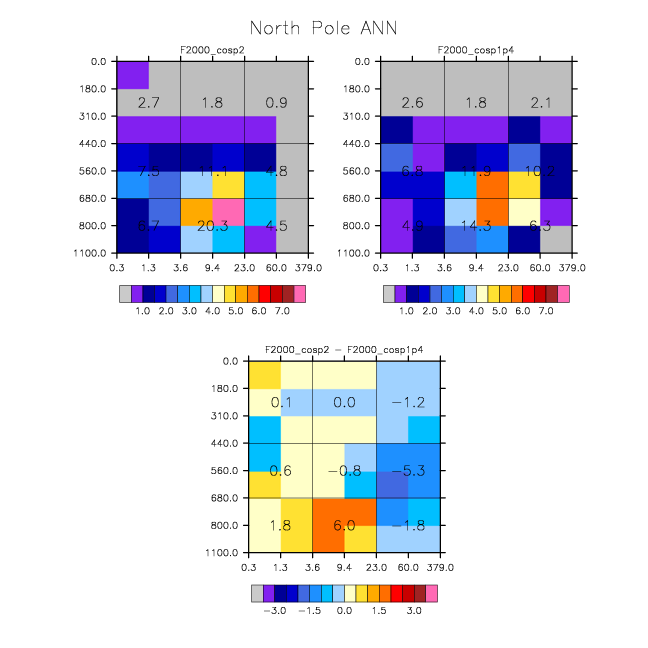 North Pole ANN
F2000_cosp2 F2000_cosp1p4
0.0 0.0
180.0 180.0
2.7 1.8 0.9 2.6 1.8 2.1
310.0 310.0
440.0 440.0
560.0 7.5 11.1 4.8 560.0 6.8 11.9 10.2
680.0 680.0
800.0 5.7 20.3 4.5 800.0 4.9 14.3 6.3
1100.0 1100.0
0.3 1.3 3.6 9.4 23.0 60.0 379.0 0.3 1.3 3.6 9.4 23.0 60.0 379.0
1.0 2.0 3.0 4.0 5.0 6.0 7.0 1.0 2.0 3.0 4.0 5.0 6.0 7.0
F2000_cosp2 − F2000_cosp1p4
0.0
180.0
0.1 0.0 −1.2
310.0
440.0
560.0 0.6 −0.8 −5.3
680.0
800.0 1.8 6.0 −1.8
1100.0
0.3 1.3 3.6 9.4 23.0 60.0 379.0
−3.0 −1.5 0.0 1.5 3.0